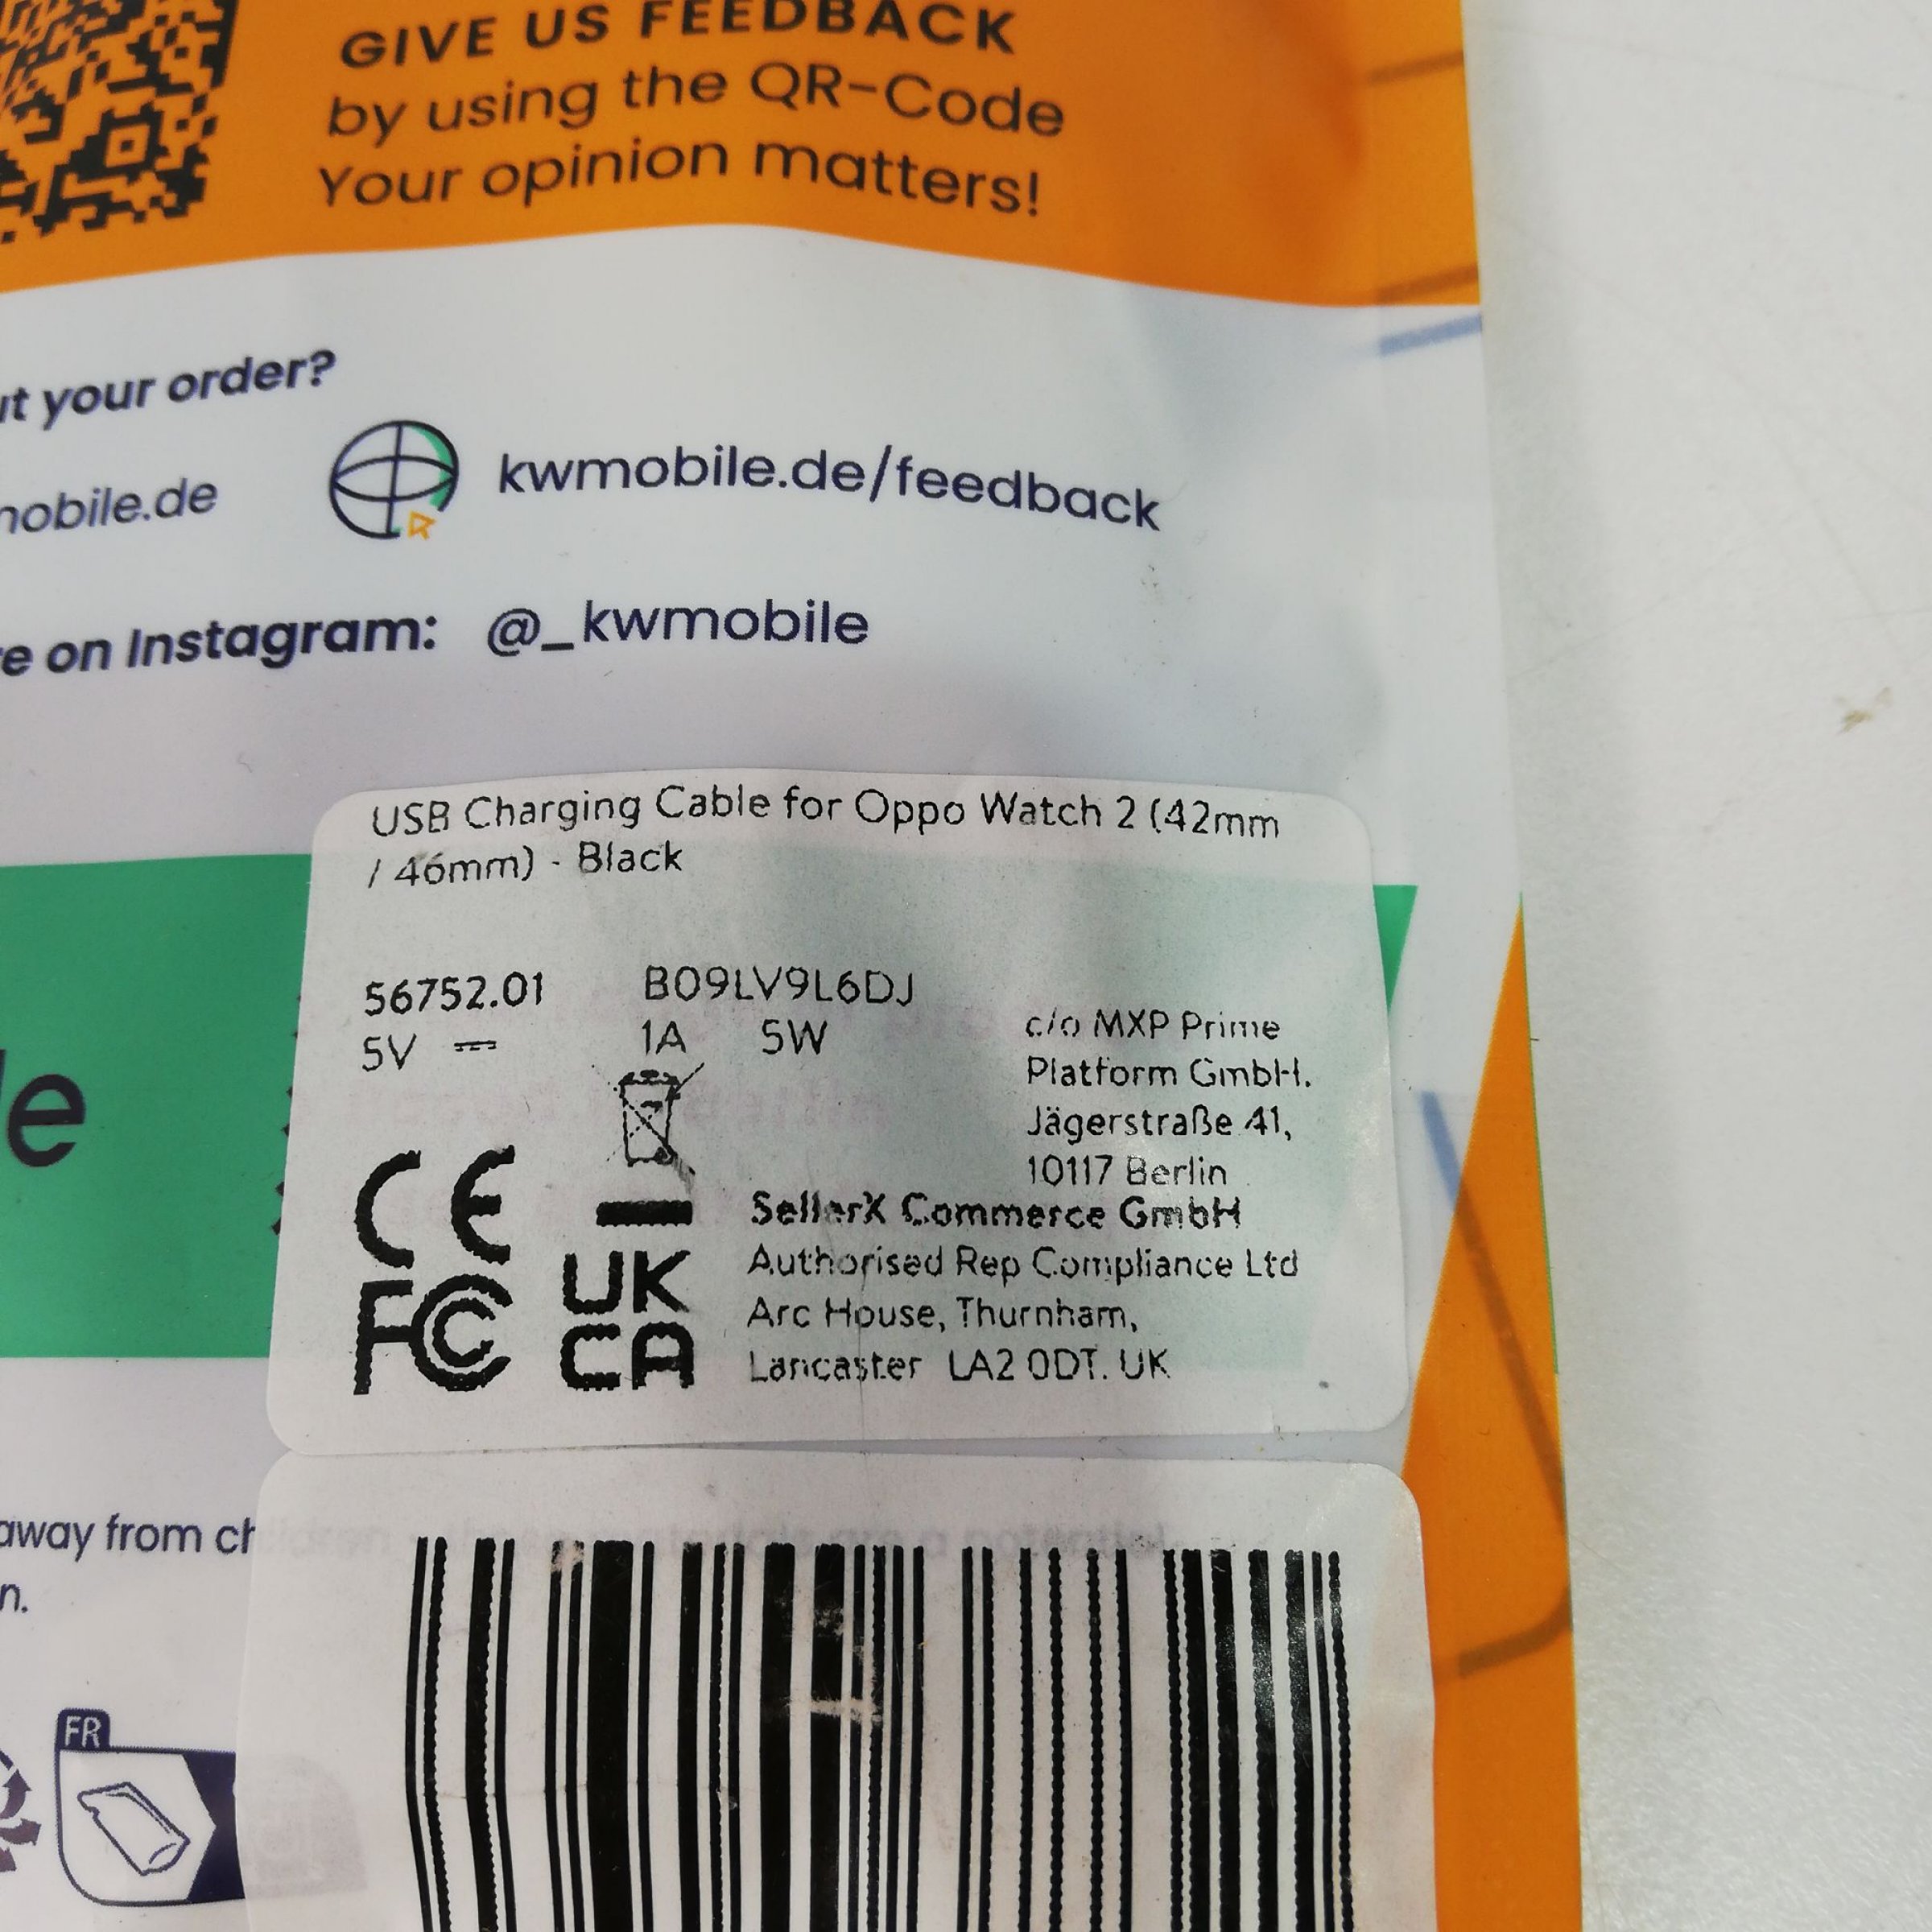 GIVE US FEEDBACK
by using the QR-Code
Your opinion matters!
your order?
kwmobile.de/feedback
mobile.de
e on Instagram: @_kwmobile
USB Charging Cable for Oppo Watch 2 (42mm
/ 46mm) - Black
56752.01 B09LV9L6DJ
5V 1A 5W
c/o MXP Prime
Platform GmbH.
Jägerstraße 41,
10117 Berlin
CE
SellerX Commerce GmbH
Authorised Rep Compliance Ltd
Arc House, Thurnham,
Lancaster LA2 0DT. UK
FC
UK
CA
le
away from children
n.
FR